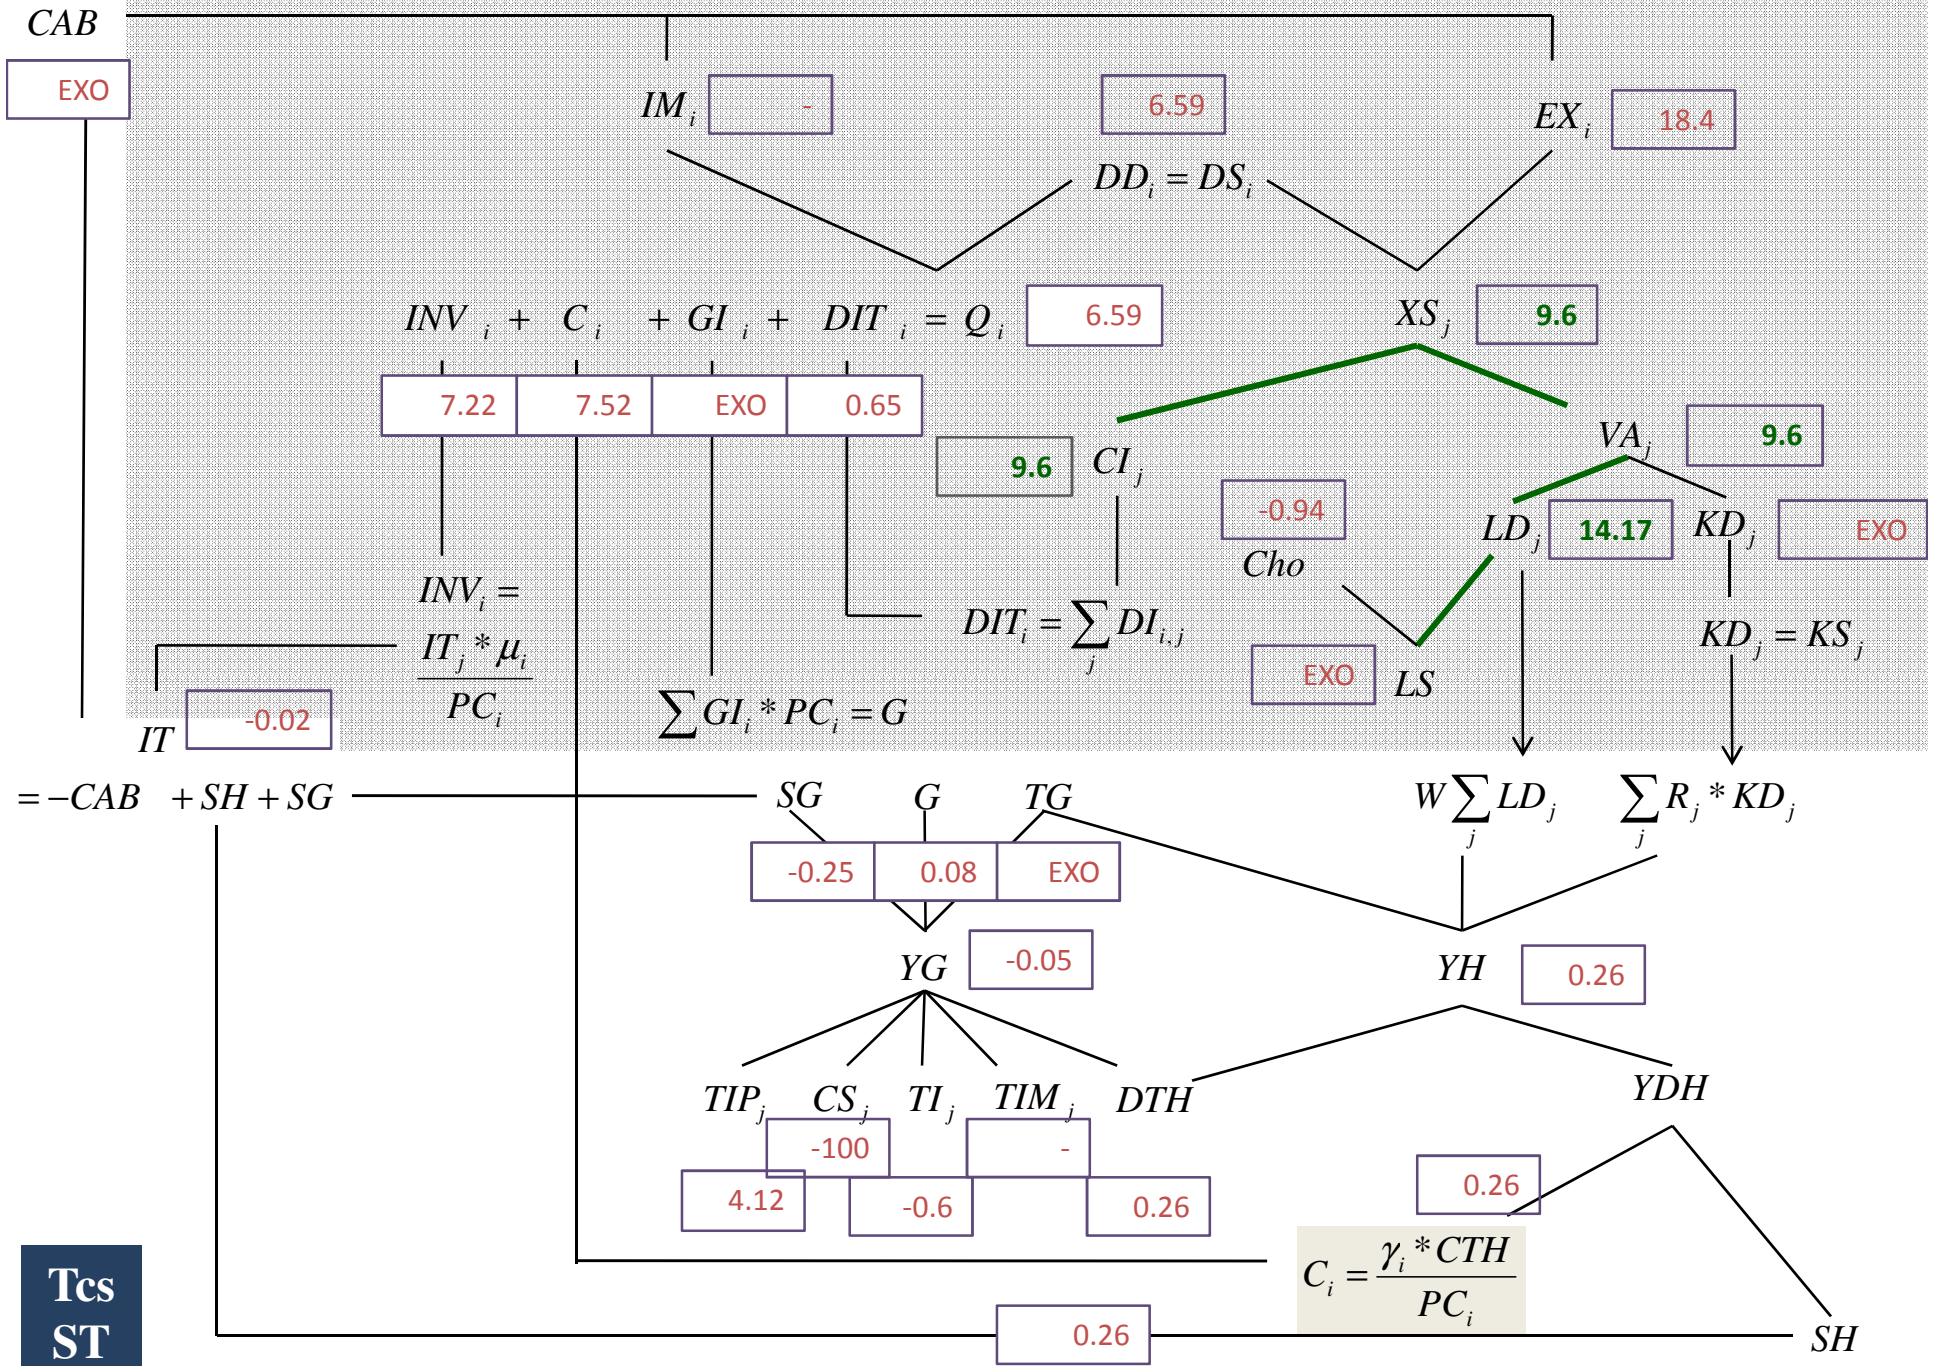 CAB
EXO
IM_i -
6.59
EX_i 18.4
DD_i = DS_i
INV_i + C_i + GI_i + DIT_i = Q_i 6.59
XS_j 9.6
7.22 7.52 EXO 0.65
9.6 CI_j
VA_j 9.6
-0.94
Cho
LD_j 14.17
KD_j EXO
INV_i =
IT_j * μ_i
PC_i
DIT_i = ∑_j DI_{i,j}
KD_j = KS_j
EXO LS
∑ GI_i * PC_i = G
IT -0.02
= −CAB + SH + SG
SG G TG
W ∑_j LD_j
∑_j R_j * KD_j
-0.25 0.08 EXO
YG -0.05
YH 0.26
TIP_j CS_j TI_j TIM_j DTH
YDH
-100 -
4.12 -0.6 0.26
0.26
C_i = γ_i * CTH
PC_i
Tcs
ST
0.26
SH